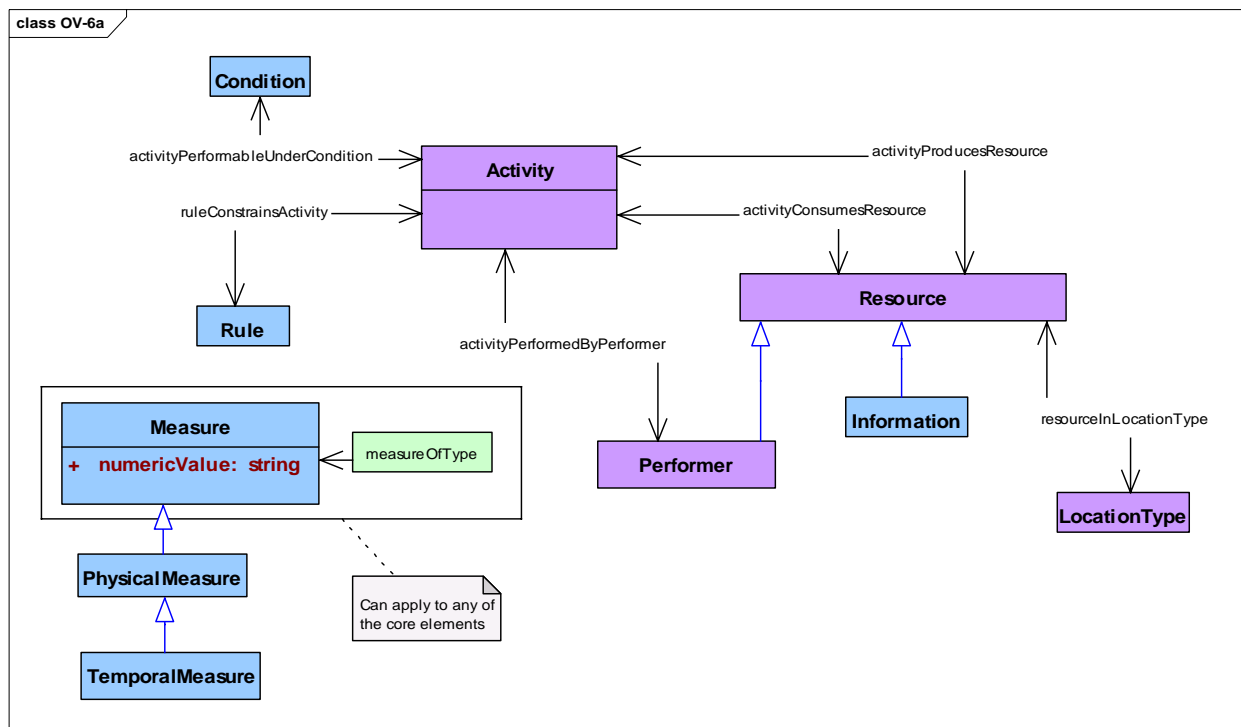 class OV-6a
Condition
activityPerformableUnderCondition
Activity
activityProducesResource
ruleConstrainsActivity
activityConsumesResource
Resource
Rule
activityPerformedByPerformer
Information
resourceInLocationType
Measure
+ numericValue: string
measureOfType
Performer
LocationType
PhysicalMeasure
Can apply to any of
the core elements
TemporalMeasure